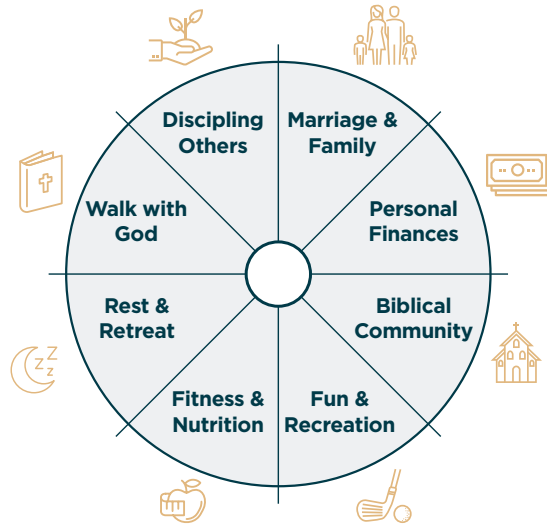 Discipling
Others
Marriage &
Family
Walk with
God
Personal
Finances
Rest &
Retreat
Biblical
Community
Fitness &
Nutrition
Fun &
Recreation
Z
Z
Z
Z